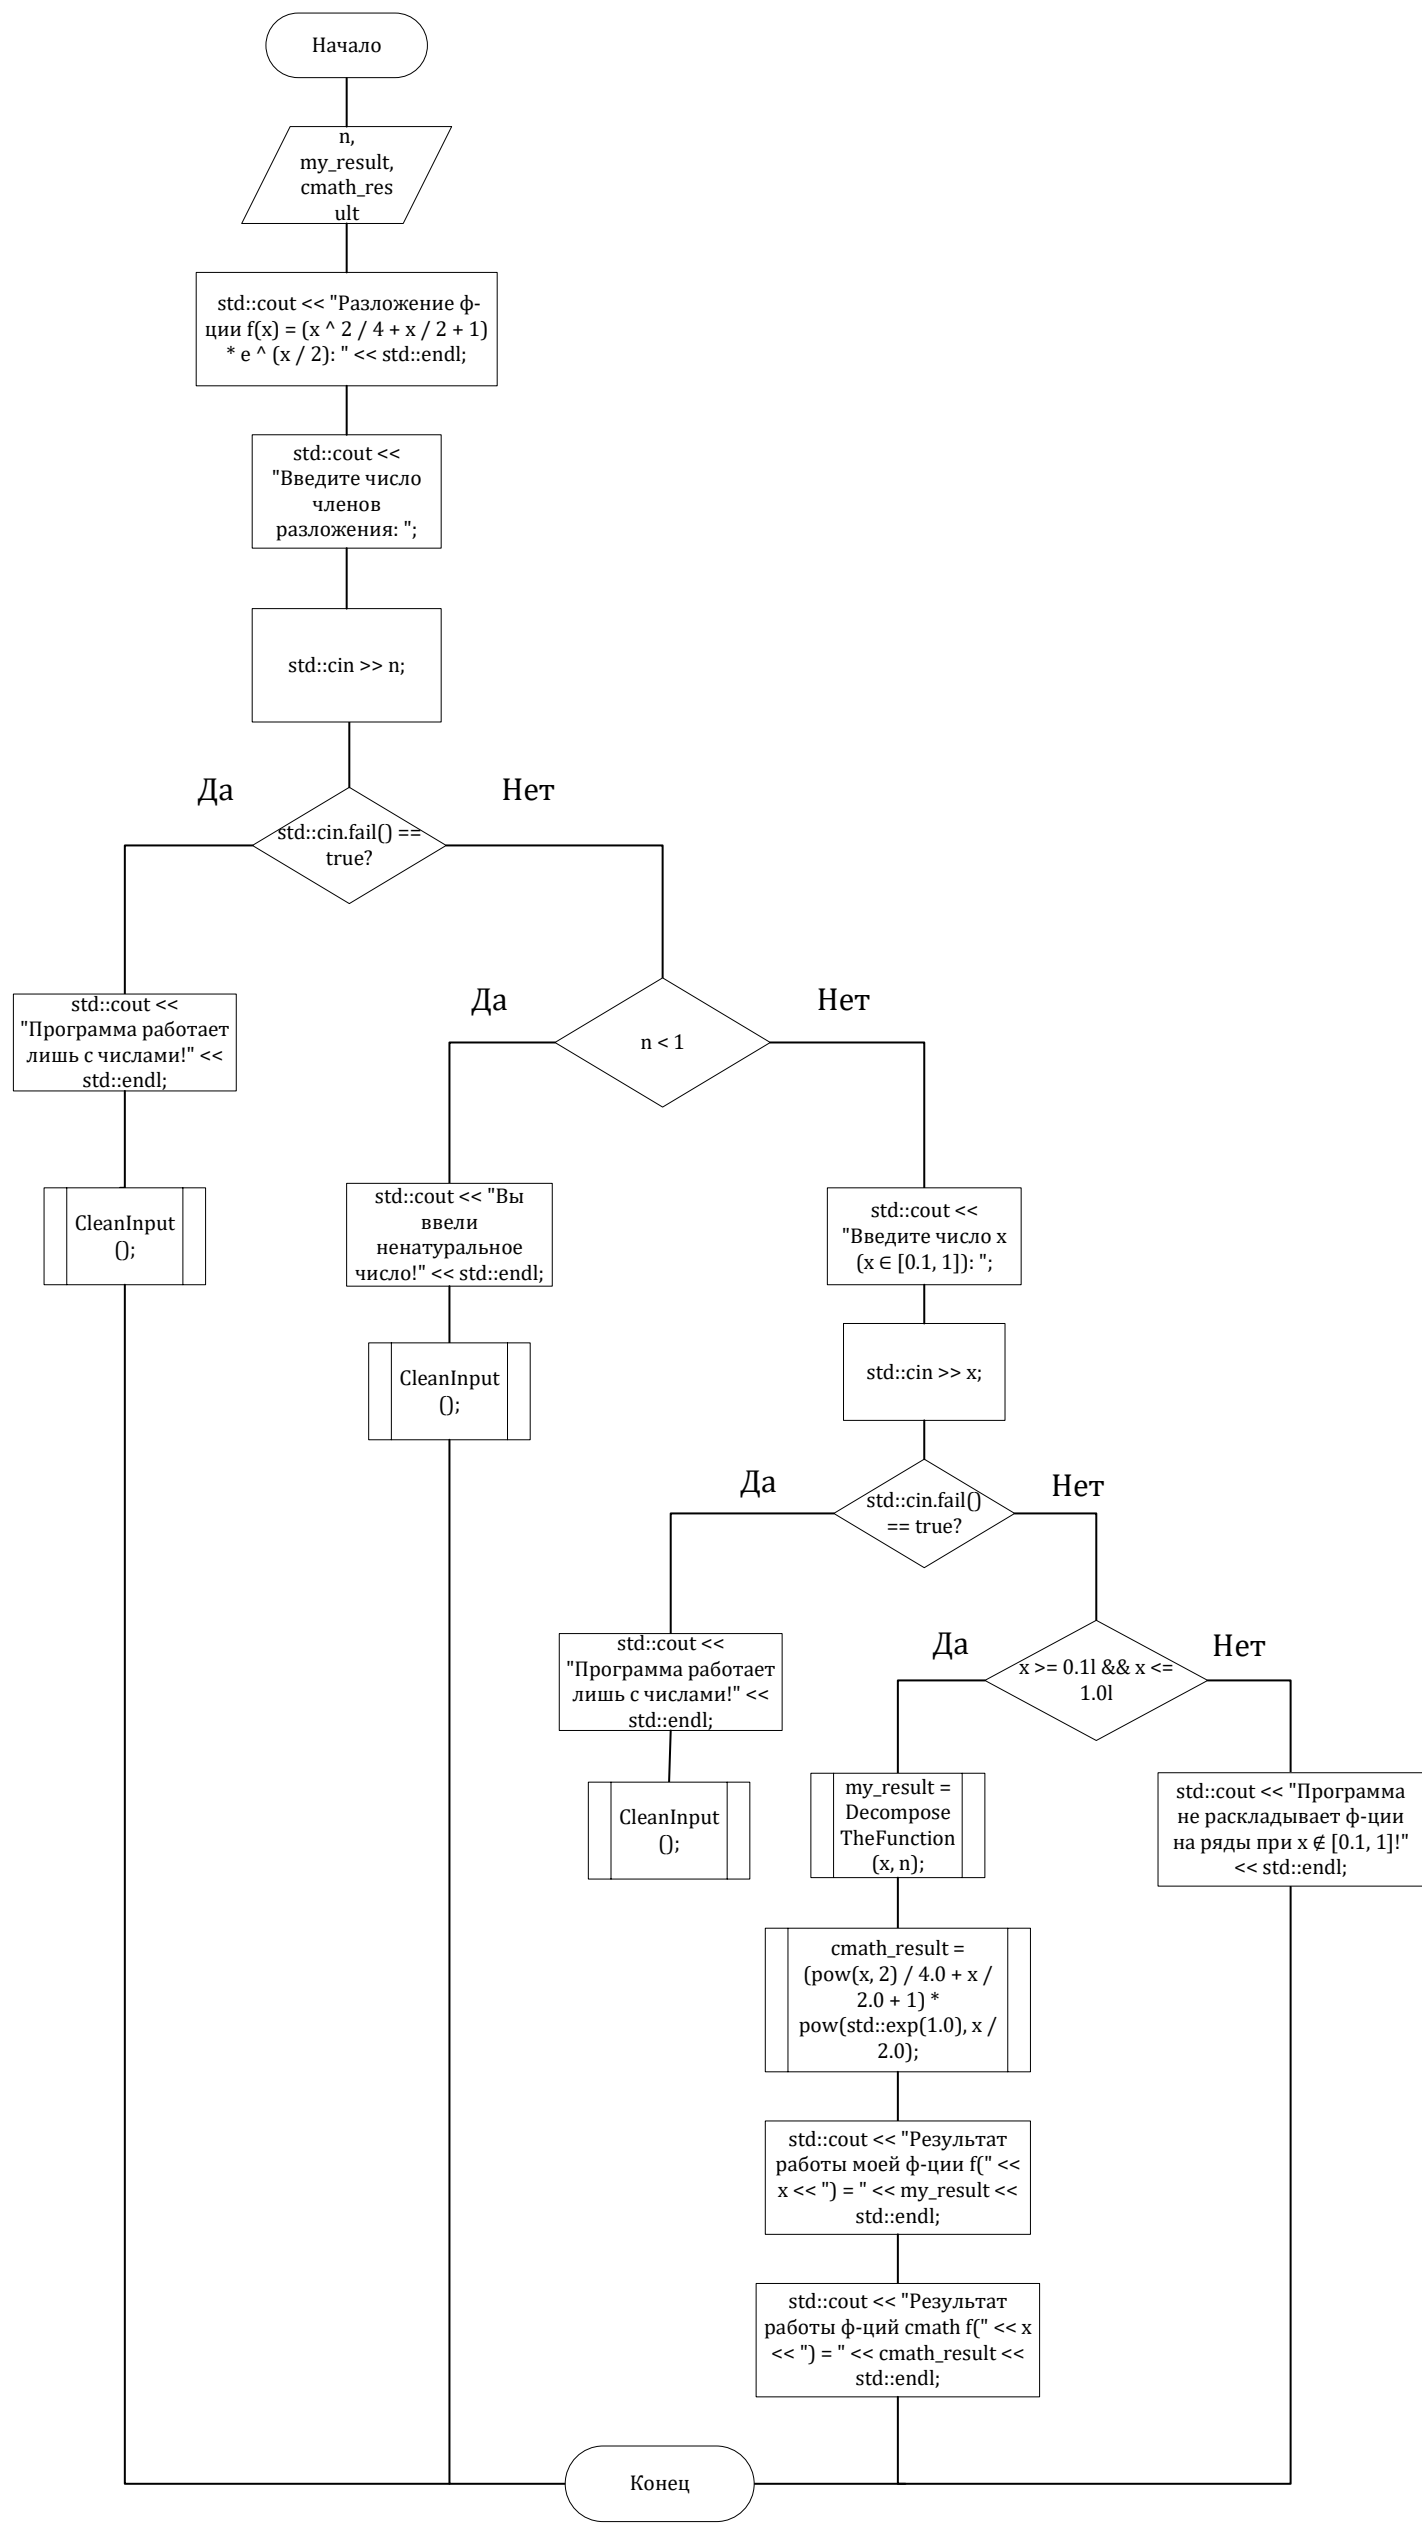 Начало
n,
my_result,
cmath_res
ult
std::cout << "Разложение ф-
ции f(x) = (x ^ 2 / 4 + x / 2 + 1)
* e ^ (x / 2): " << std::endl;
std::cout <<
"Введите число
членов
разложения: ";
std::cin >> n;
Да
Нет
std::cin.fail() ==
true?
std::cout <<
"Программа работает
лишь с числами!" <<
std::endl;
CleanInput
();
Да
Нет
n < 1
std::cout << "Вы
ввели
ненатуральное
число!" << std::endl;
CleanInput
();
std::cout <<
"Введите число x
(x ∈ [0.1, 1]): ";
std::cin >> x;
Да
Нет
std::cin.fail()
== true?
std::cout <<
"Программа работает
лишь с числами!" <<
std::endl;
CleanInput
();
Да
Нет
x >= 0.1l && x <=
1.0l
my_result =
Decompose
TheFunction
(x, n);
std::cout << "Программа
не раскладывает ф-ции
на ряды при x ∉ [0.1, 1]!"
<< std::endl;
cmath_result =
(pow(x, 2) / 4.0 + x /
2.0 + 1) *
pow(std::exp(1.0), x /
2.0);
std::cout << "Результат
работы моей ф-ции f(" <<
x << ") = " << my_result <<
std::endl;
std::cout << "Результат
работы ф-ций cmath f(" << x
<< ") = " << cmath_result <<
std::endl;
Конец